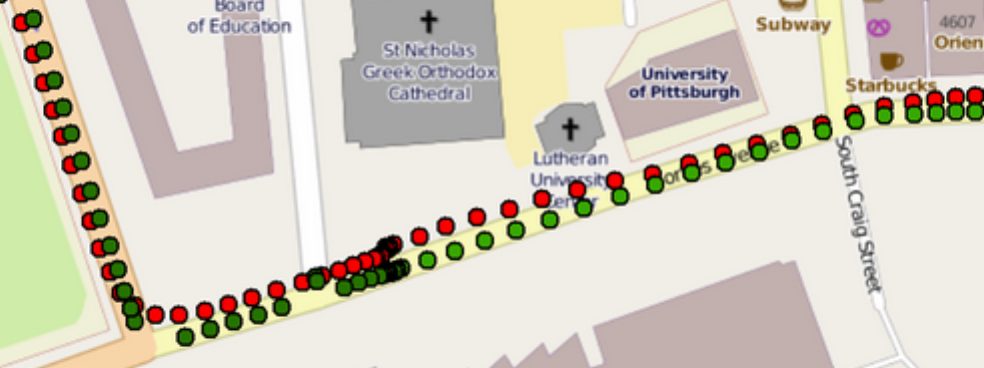 Board
of Education
St Nicholas
Greek Orthodox
Cathedral
University
of Pittsburgh
Subway
4607
Orien
Starbucks
Lutheran
University
Center
South Craig Street